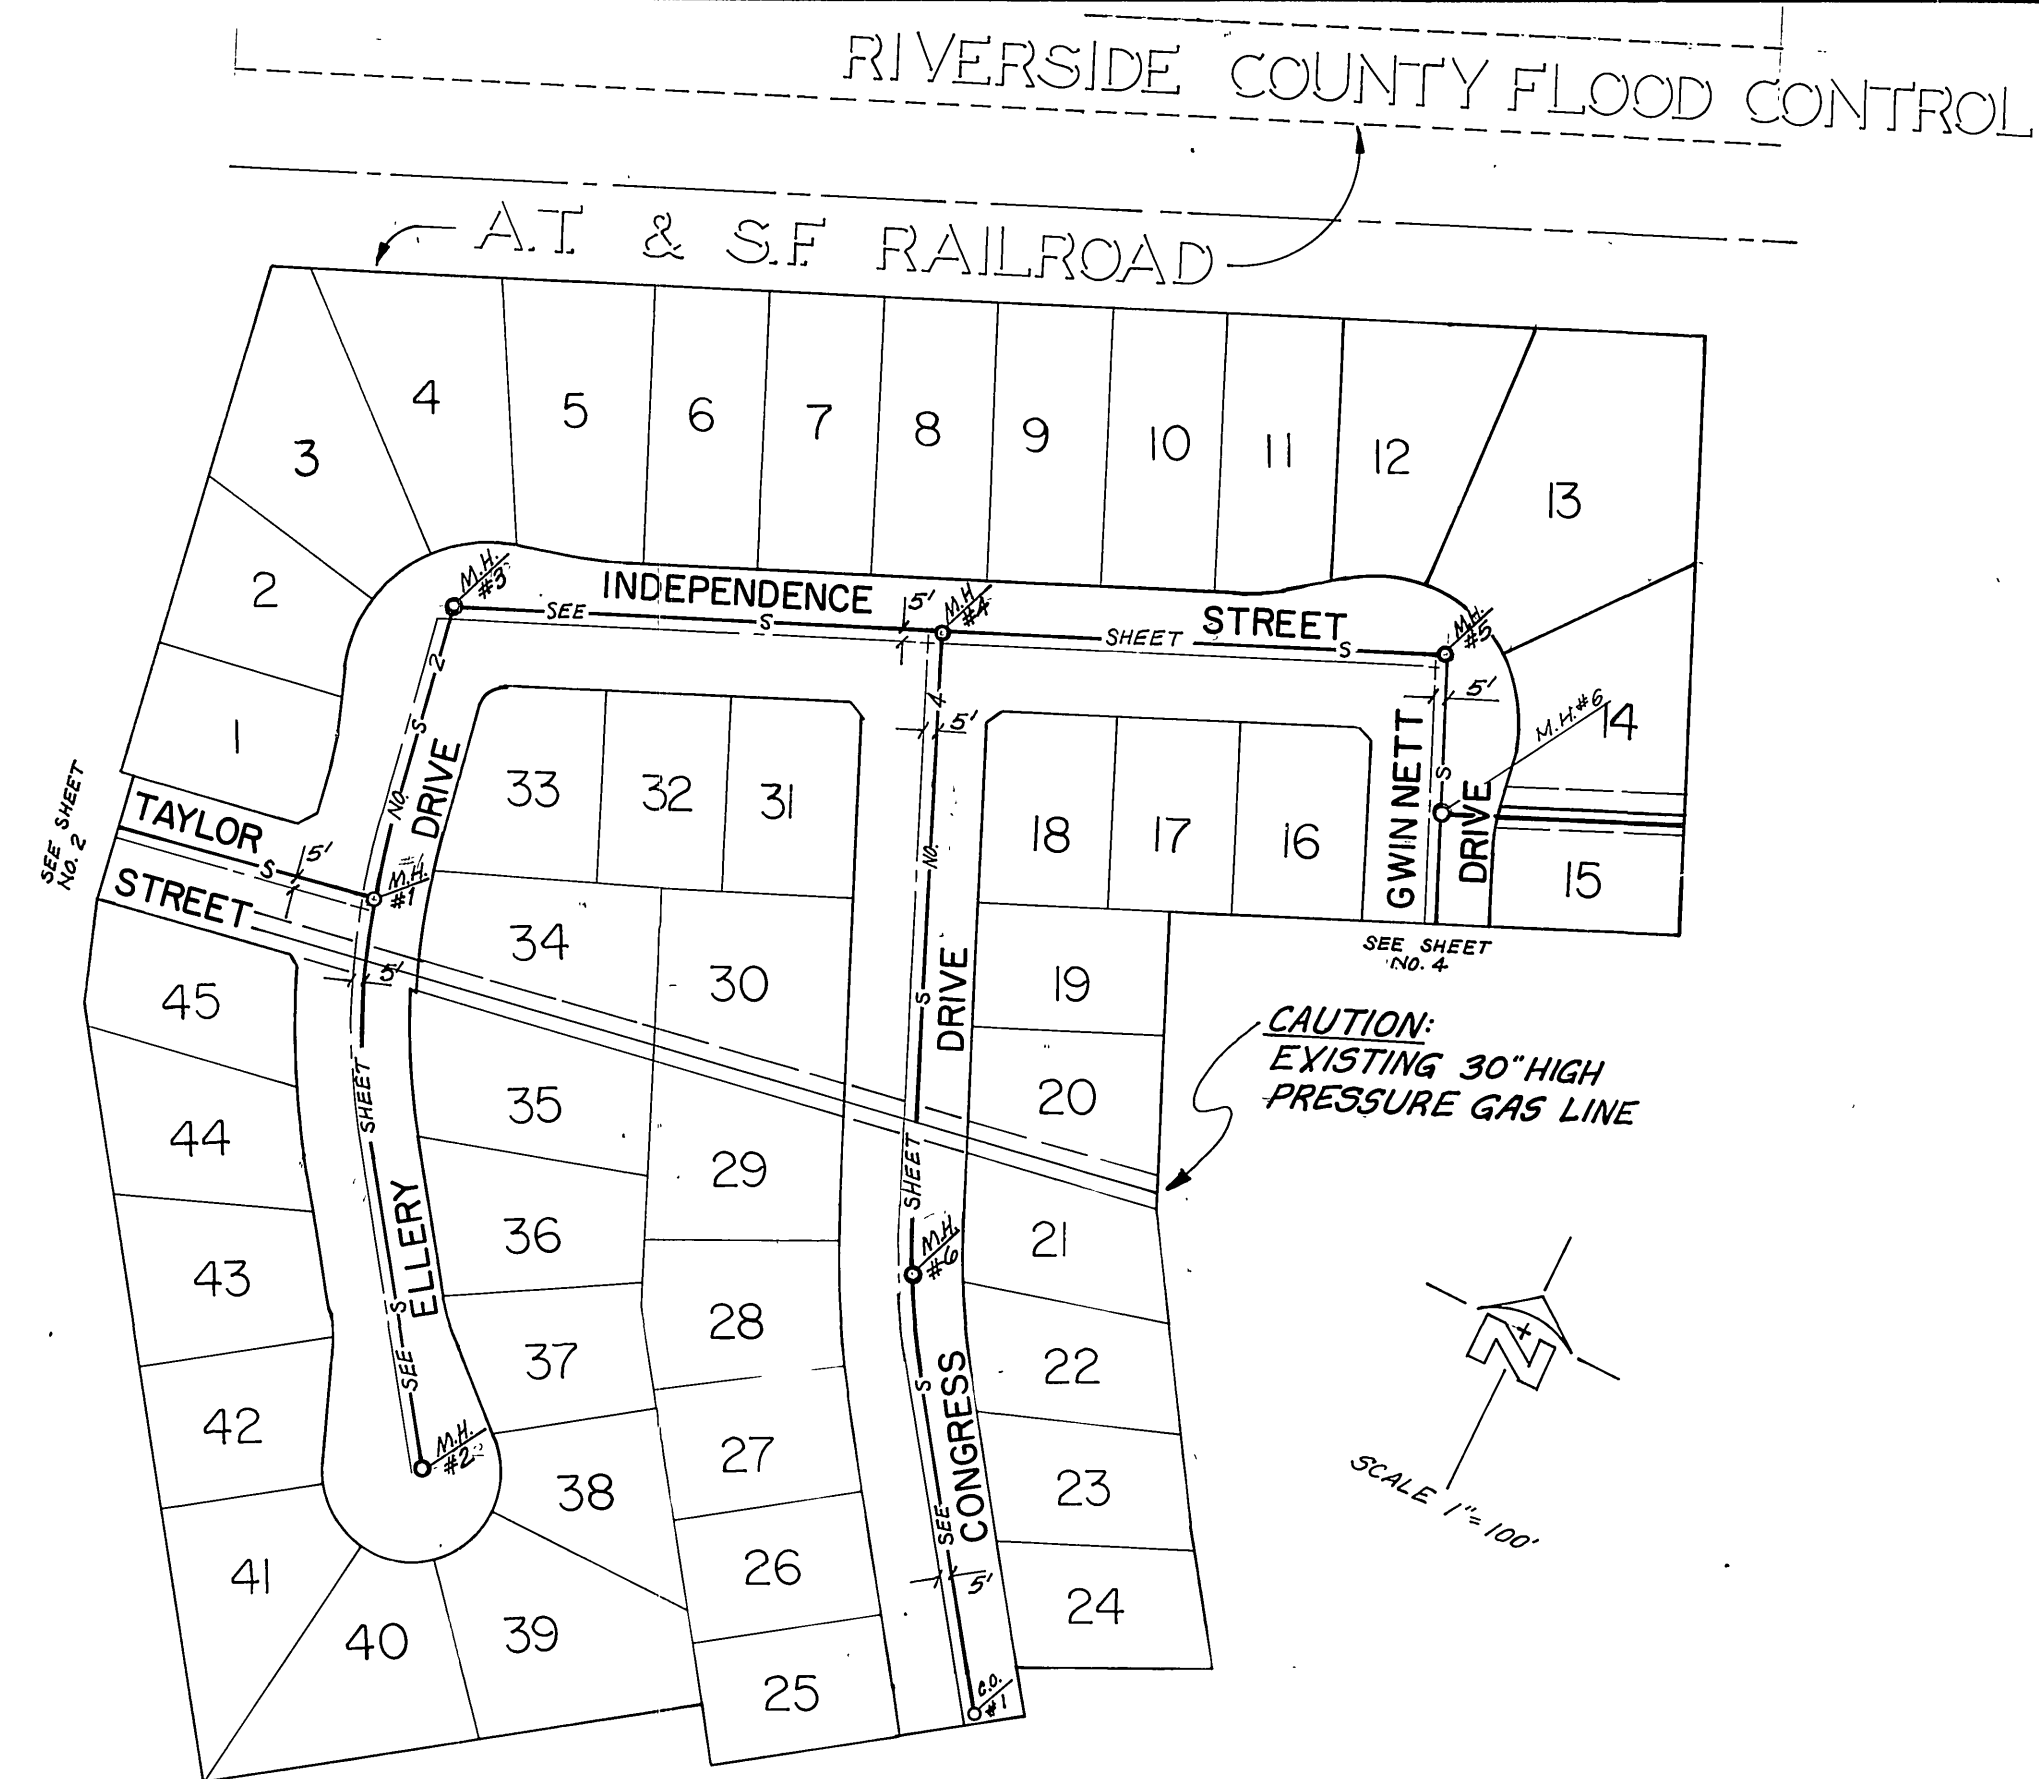 RIVERSIDE COUNTY FLOOD CONTROL
A.T. & S.F. RAILROAD
4
5
6
7
8
9
10
11
12
13
3
2
1
M.H. #3
INDEPENDENCE STREET
SEE S SHEET S
5'
M.H. #4
M.H. #5
5'
M.H.#6
14
15
GWINNETT DRIVE
S
SEE SHEET
NO. 4
2
S
NO.
DRIVE
4
5'
NO.
33
32
31
18
17
16
SEE SHEET
NO. 2
TAYLOR
STREET
S
5'
M.H. #1
5'
34
30
19
DRIVE
S
45
44
43
42
41
40
39
35
36
37
38
29
28
27
26
25
20
21
22
23
24
SHEET
ELLERY
S
SEE
M.H. #2
SHEET
M.H. #6
S
CONGRESS
SEE
5'
C.O. #1
CAUTION:
EXISTING 30" HIGH
PRESSURE GAS LINE
N
SCALE 1"=100'